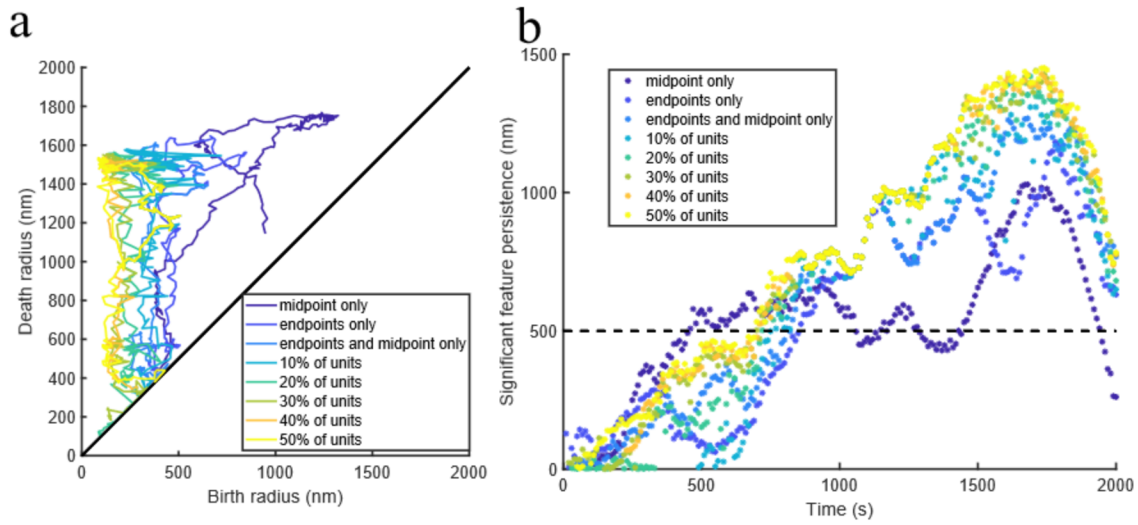 a
2000
1800
1600
1400
1200
1000
800
600
400
200
0
Death radius (nm)
midpoint only
endpoints only
endpoints and midpoint only
10% of units
20% of units
30% of units
40% of units
50% of units
0
500
1000
1500
2000
Birth radius (nm)
b
1500
1000
500
0
Significant feature persistence (nm)
midpoint only
endpoints only
endpoints and midpoint only
10% of units
20% of units
30% of units
40% of units
50% of units
0
500
1000
1500
2000
Time (s)